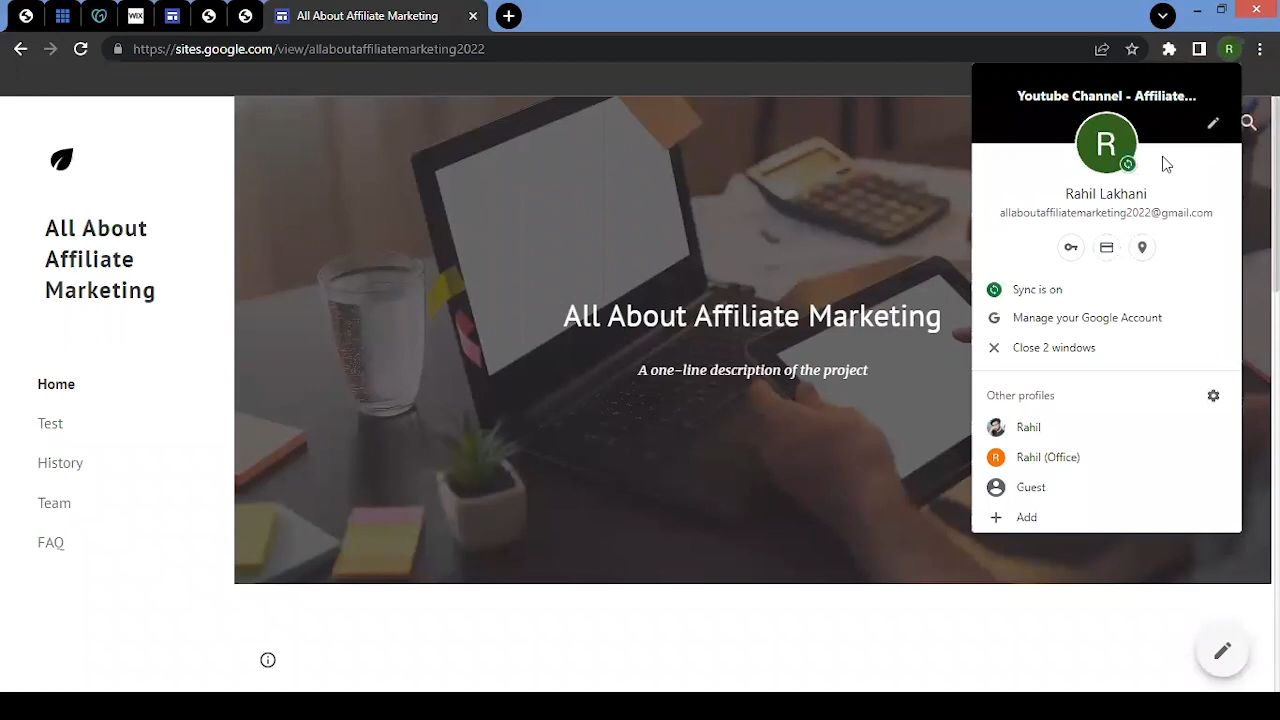 WIX
All About Affiliate Marketing
https://sites.google.com/view/allaboutaffiliatemarketing2022
R
Youtube Channel - Affiliate...
R
Rahil Lakhani
allaboutaffiliatemarketing2022@gmail.com
Sync is on
G Manage your Google Account
Close 2 windows
Other profiles
Rahil
R Rahil (Office)
Guest
Add
All About
Affiliate
Marketing
Home
Test
History
Team
FAQ
All About Affiliate Marketing
A one-line description of the project